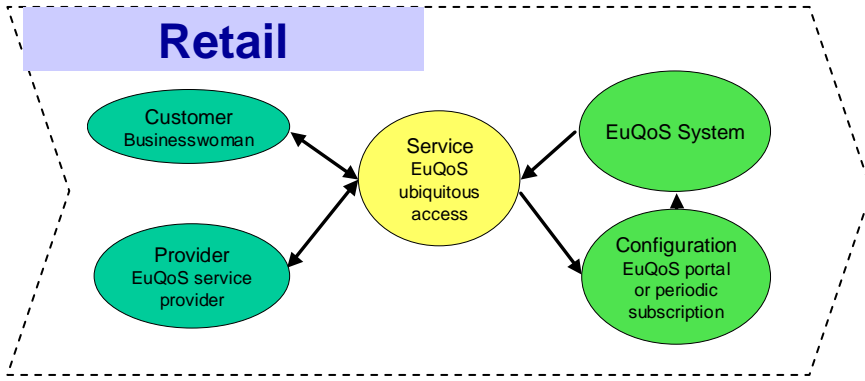 Retail
Customer
Businesswoman
Service
EuQoS
ubiquitous
access
EuQoS System
Provider
EuQoS service
provider
Configuration
EuQoS portal
or periodic
subscription